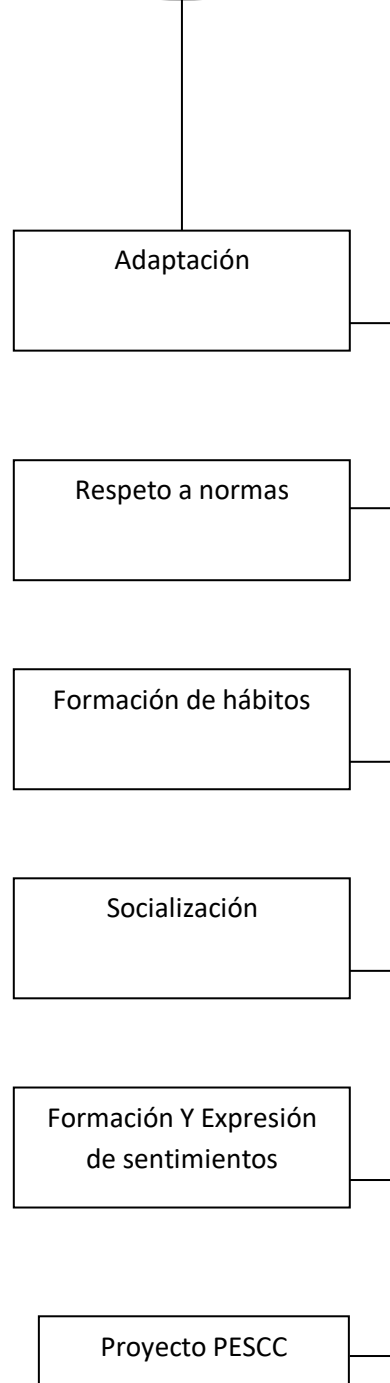 Adaptación
Respeto a normas
Formación de hábitos
Socialización
Formación Y Expresión
de sentimientos
Proyecto PESCC